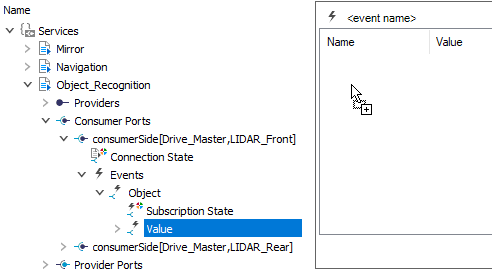 Name
Services
Mirror
Navigation
Object_Recognition
Providers
Consumer Ports
consumerSide[Drive_Master,LIDAR_Front]
Connection State
Events
Object
Subscription State
Value
consumerSide[Drive_Master,LIDAR_Rear]
Provider Ports
<event name>
Name Value